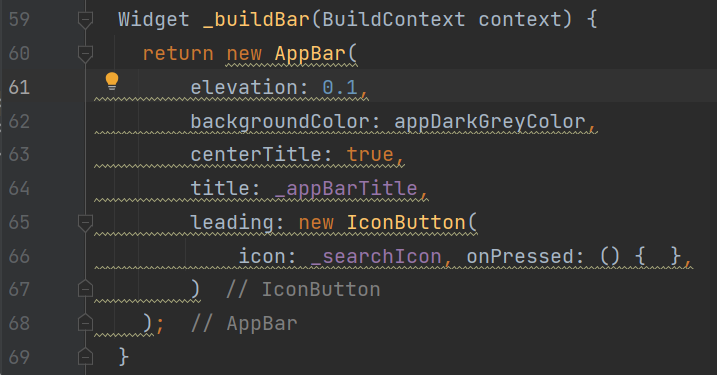 59 Widget _buildBar(BuildContext context) {
60 return new AppBar(
61 elevation: 0.1,
62 backgroundColor: appDarkGreyColor,
63 centerTitle: true,
64 title: _appBarTitle,
65 leading: new IconButton(
66 icon: _searchIcon, onPressed: () {  },
67 ) // IconButton
68 ); // AppBar
69 }